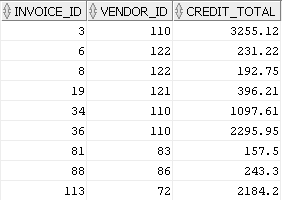 INVOICE_ID VENDOR_ID CREDIT_TOTAL
3 110 3255.12
6 122 231.22
8 122 192.75
19 121 396.21
34 110 1097.61
36 110 2295.95
81 83 157.5
88 86 243.3
113 72 2184.2